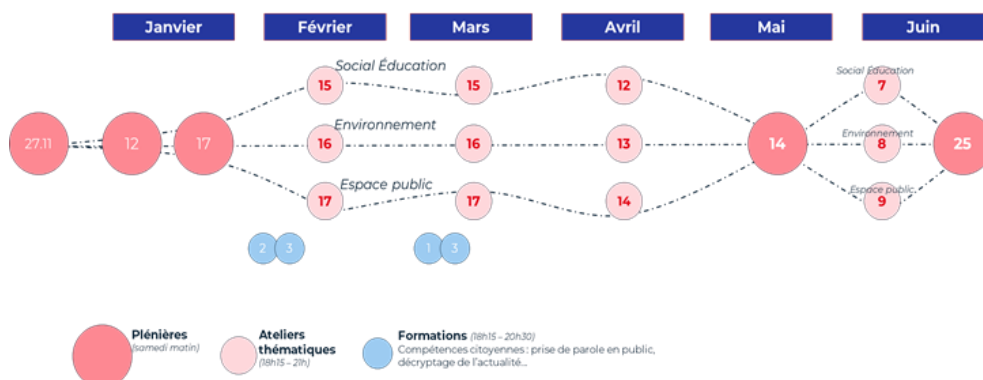 Janvier
Février
Mars
Avril
Mai
Juin
Social Éducation
Social Éducation
15
15
12
7
27.11
12
17
Environnement
Environnement
16
16
13
14
8
25
Espace public
Espace public
17
17
14
9
2
3
1
3
Plénières
(samedi matin)
Ateliers
thématiques
(18h15 – 21h)
Formations (18h15 – 20h30)
Compétences citoyennes : prise de parole en public,
décryptage de l'actualité...